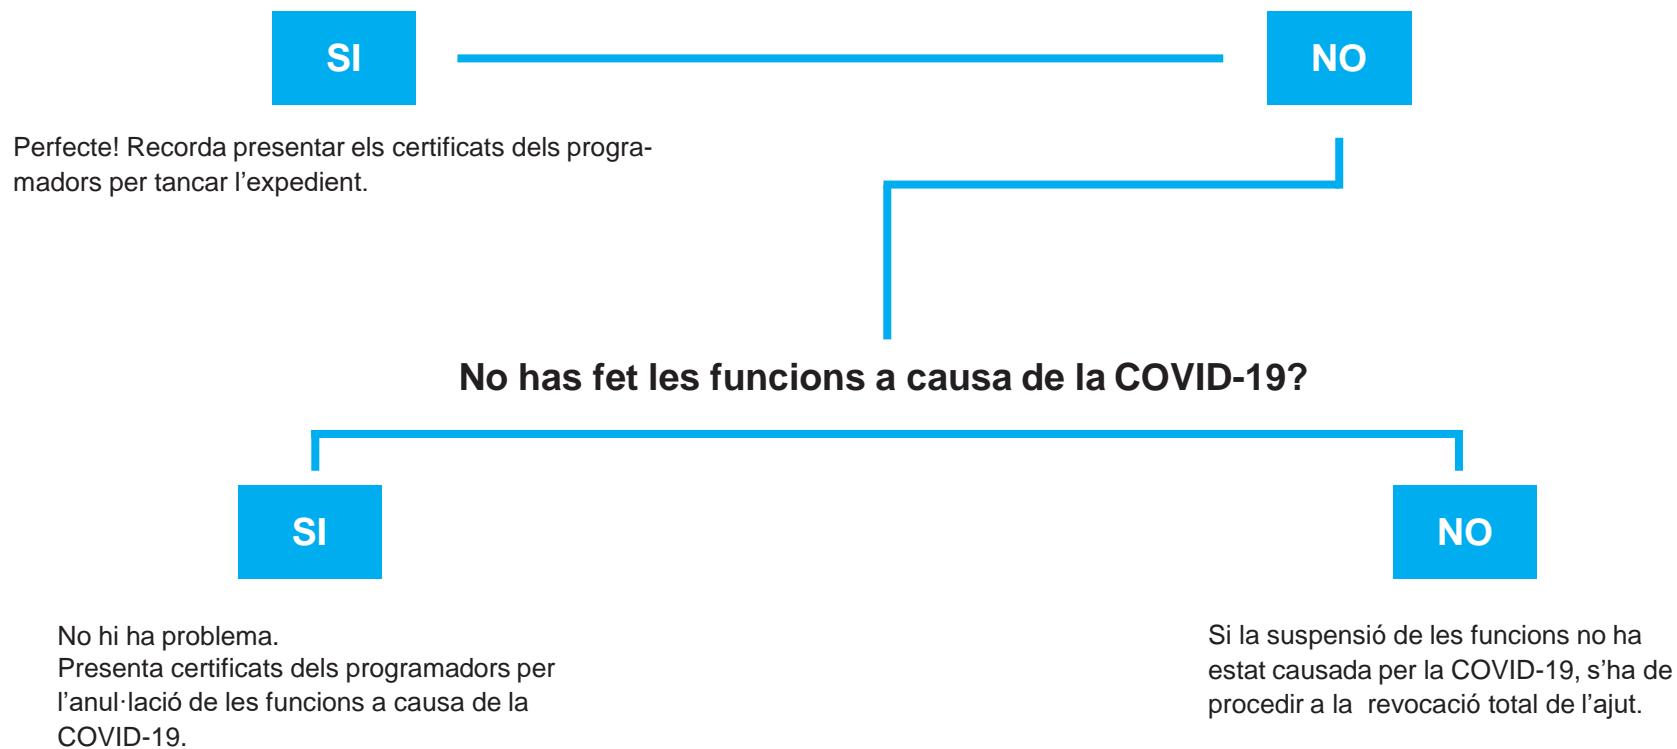 SI
NO
Perfecte! Recorda presentar els certificats dels progra-
madors per tancar l’expedient.
No has fet les funcions a causa de la COVID-19?
SI
NO
No hi ha problema.
Presenta certificats dels programadors per
l’anul·lació de les funcions a causa de la
COVID-19.
Si la suspensió de les funcions no ha
estat causada per la COVID-19, s’ha de
procedir a la  revocació total de l’ajut.